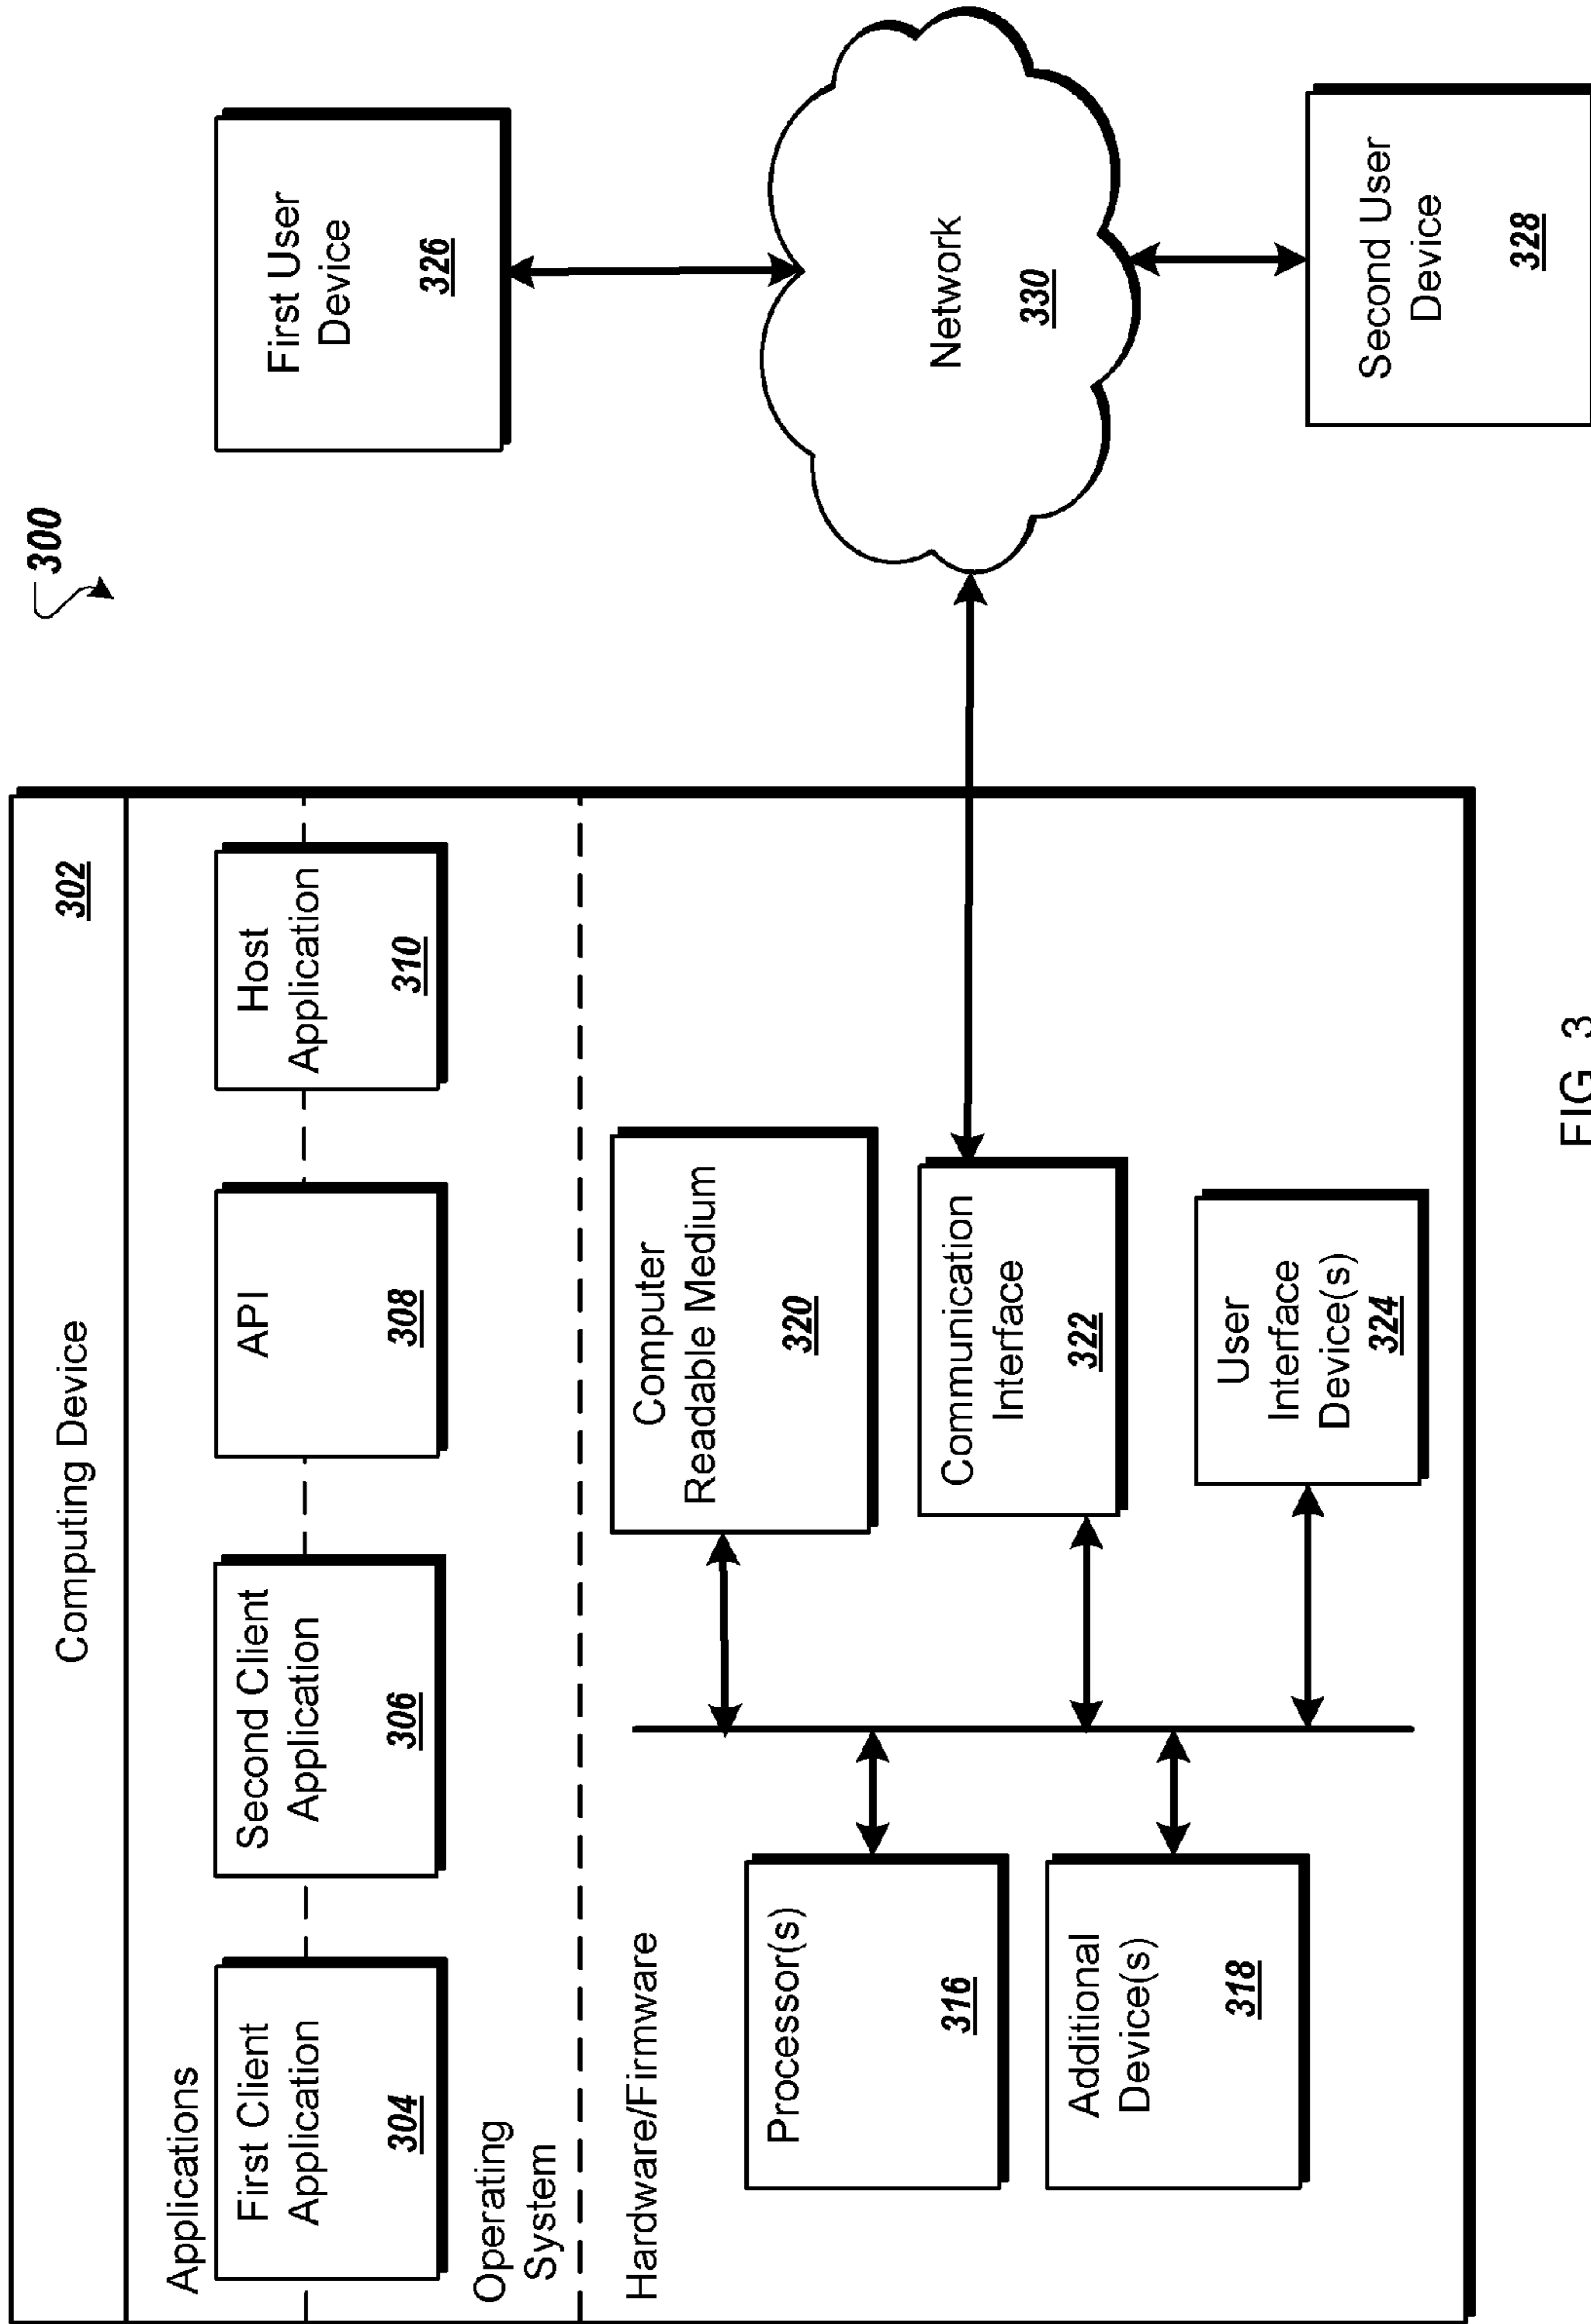 300
Computing Device
302
Applications
First Client
Application
304
Second Client
Application
306
API
308
Host
Application
310
Operating
System
Hardware/Firmware
Processor(s)
316
Additional
Device(s)
318
Computer
Readable Medium
320
Communication
Interface
322
User
Interface
Device(s)
324
First User
Device
326
Network
330
Second User
Device
328
FIG. 3